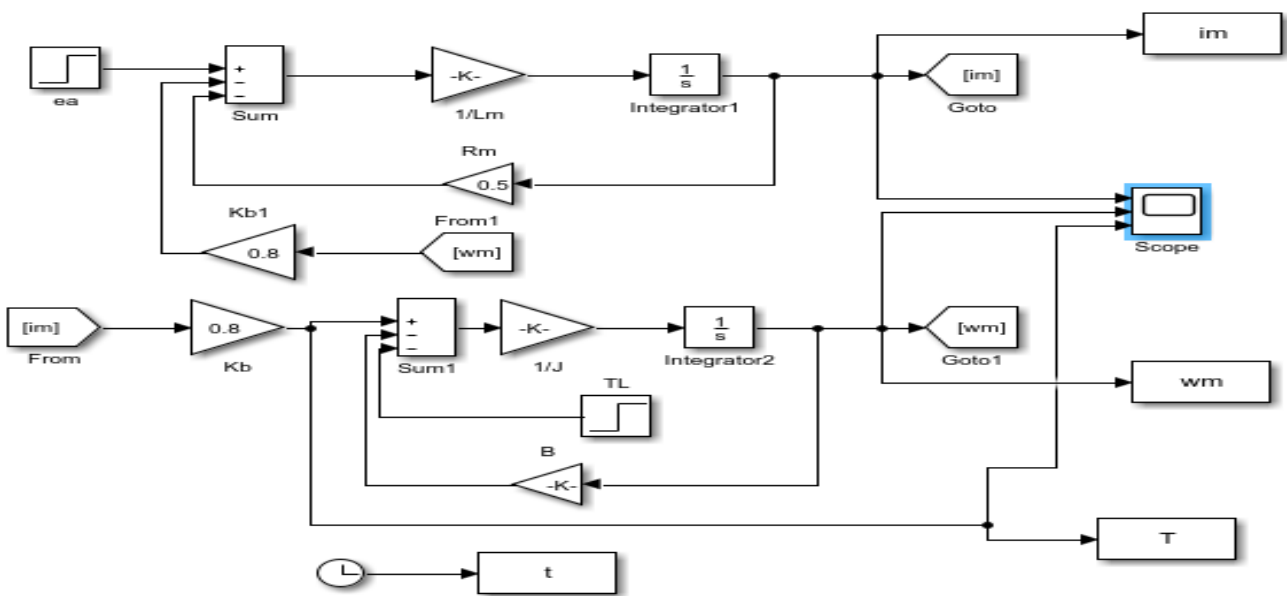 im
ea
+
−
−
Sum
-K-
1/Lm
1
s
Integrator1
[im]
Goto
Rm
0.5
Kb1
0.8
From1
[wm]
Scope
[im]
From
0.8
Kb
+
−
−
Sum1
-K-
1/J
1
s
Integrator2
[wm]
Goto1
TL
wm
B
-K-
T
t